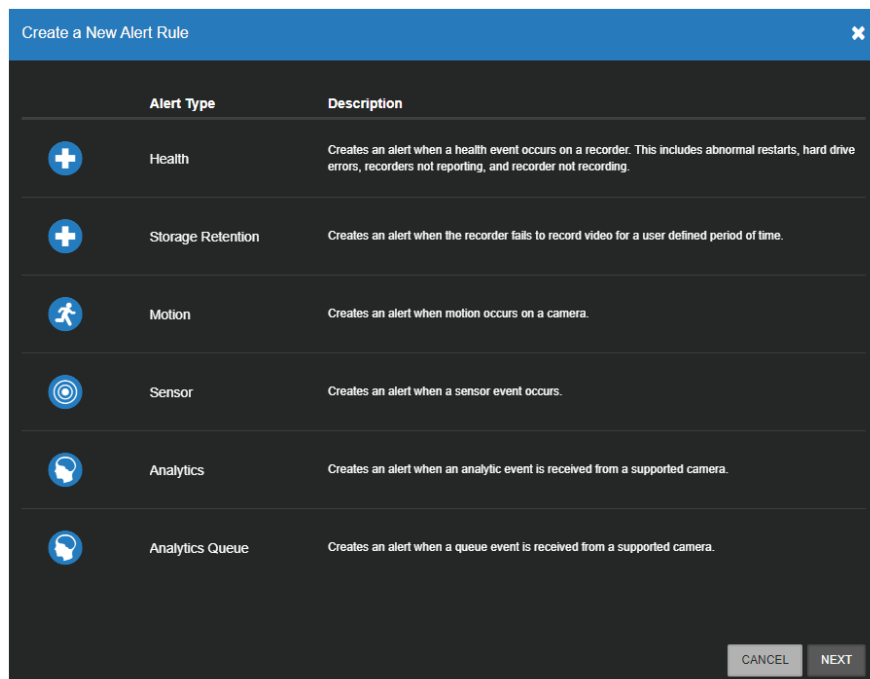 Create a New Alert Rule
Alert Type Description
Health Creates an alert when a health event occurs on a recorder. This includes abnormal restarts, hard drive
errors, recorders not reporting, and recorder not recording.
Storage Retention Creates an alert when the recorder fails to record video for a user defined period of time.
Motion Creates an alert when motion occurs on a camera.
Sensor Creates an alert when a sensor event occurs.
Analytics Creates an alert when an analytic event is received from a supported camera.
Analytics Queue Creates an alert when a queue event is received from a supported camera.
CANCEL NEXT